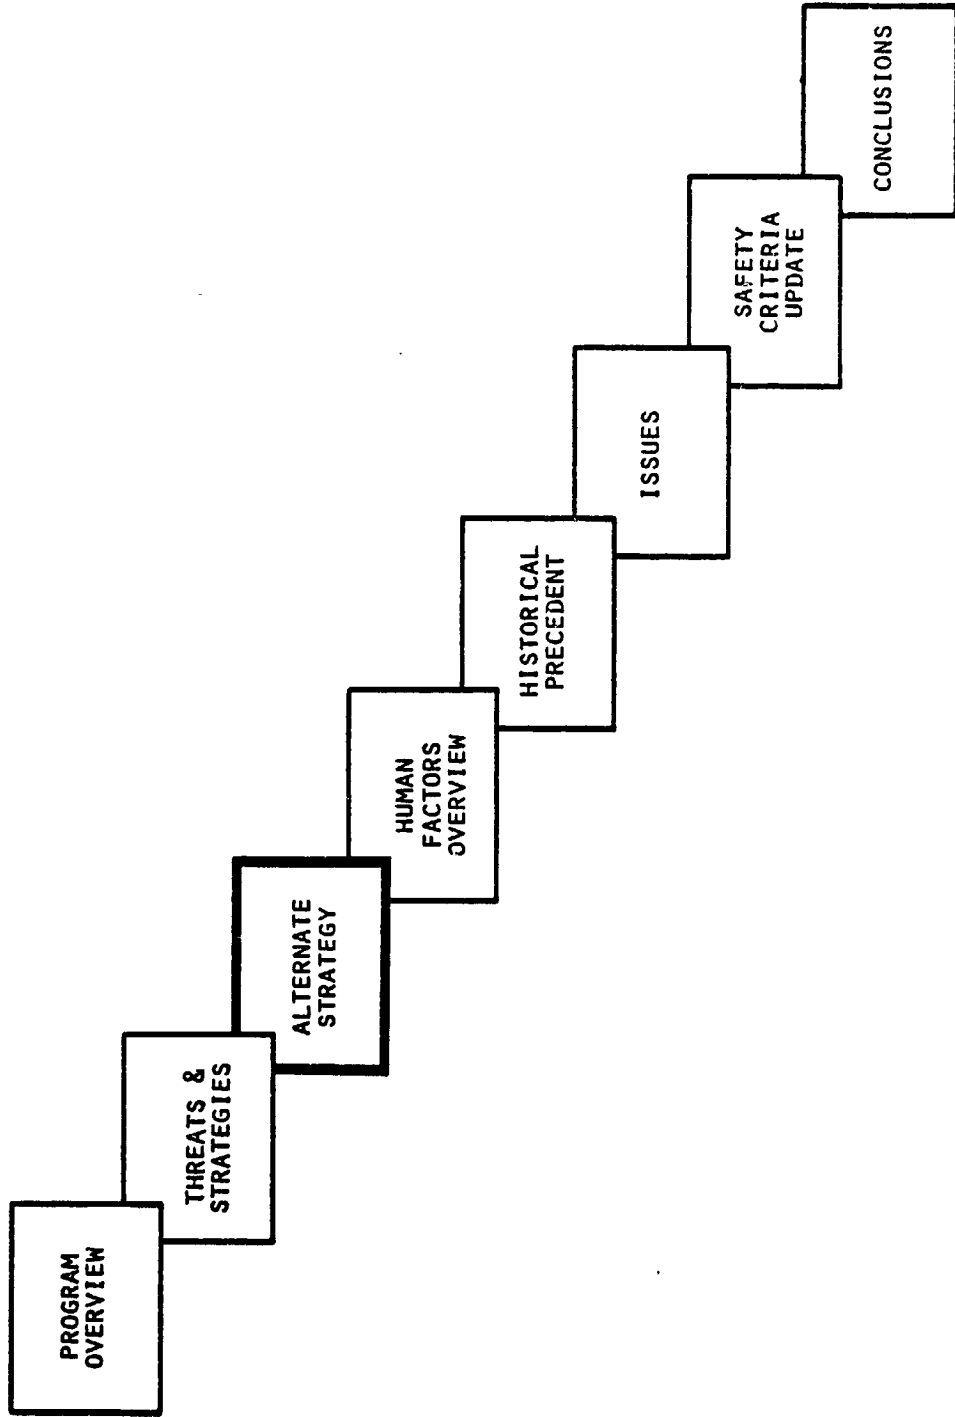 PROGRAM
OVERVIEW
THREATS &
STRATEGIES
ALTERNATE
STRATEGY
HUMAN
FACTORS
OVERVIEW
HISTORICAL
PRECEDENT
ISSUES
SAFETY
CRITERIA
UPDATE
CONCLUSIONS